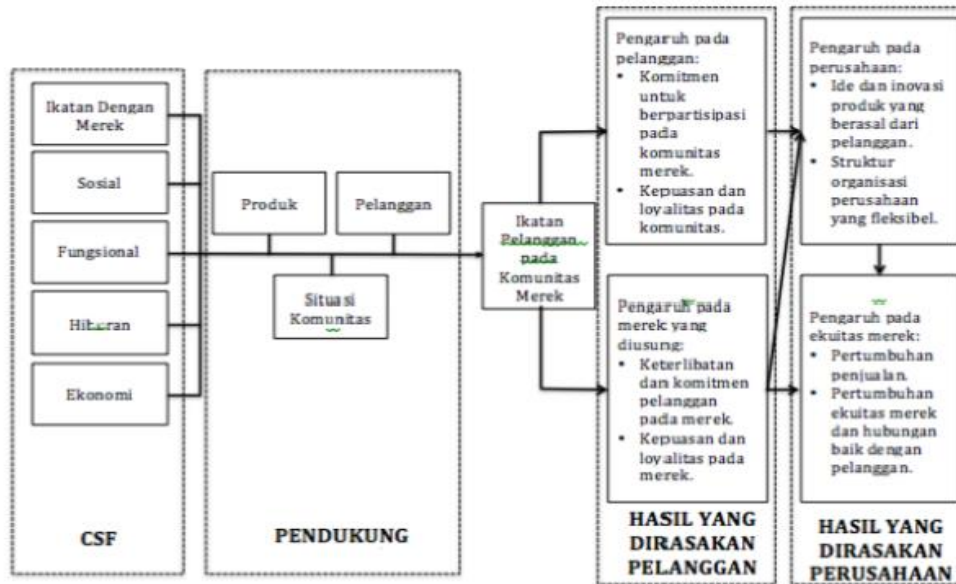 Ikatan Dengan
Merek
Sosial
Fungsional
Hiburan
Ekonomi
CSF
Produk
Pelanggan
Situasi
Komunitas
PENDUKUNG
Ikatan
Pelanggan
pada
Komunitas
Merek
Pengaruh pada
pelanggan:
• Komitmen
untuk
berpartisipasi
pada
komunitas
merek.
• Kepuasan dan
loyalitas pada
komunitas.
Pengaruh pada
merek yang
diusung:
• Keterlibatan
dan komitmen
pelanggan
pada merek.
• Kepuasan dan
loyalitas pada
merek.
HASIL YANG
DIRASAKAN
PELANGGAN
Pengaruh pada
perusahaan:
• Ide dan inovasi
produk yang
berasal dari
pelanggan.
• Struktur
organisasi
perusahaan
yang fleksibel.
Pengaruh pada
ekuitas merek:
• Pertumbuhan
penjualan.
• Pertumbuhan
ekuitas merek
dan hubungan
baik dengan
pelanggan.
HASIL YANG
DIRASAKAN
PERUSAHAAN